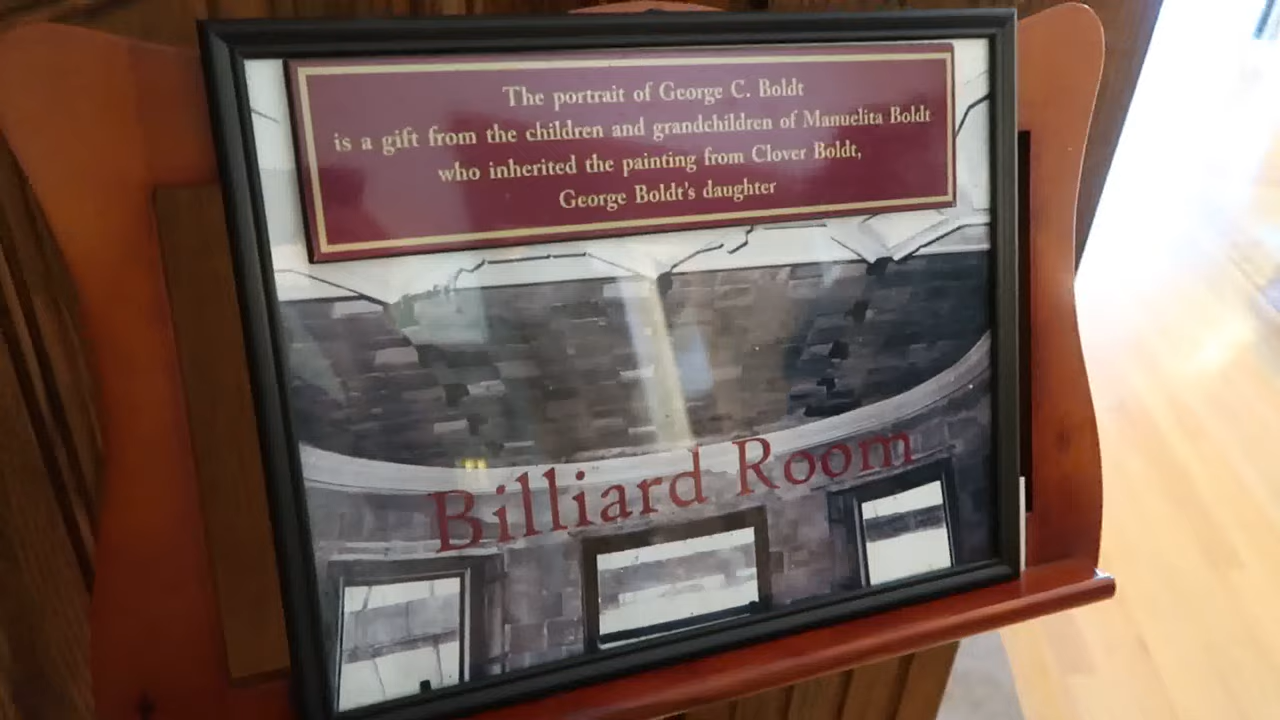 The portrait of George C. Boldt
is a gift from the children and grandchildren of Manuelita Boldt
who inherited the painting from Clover Boldt,
George Boldt's daughter
Billiard Room